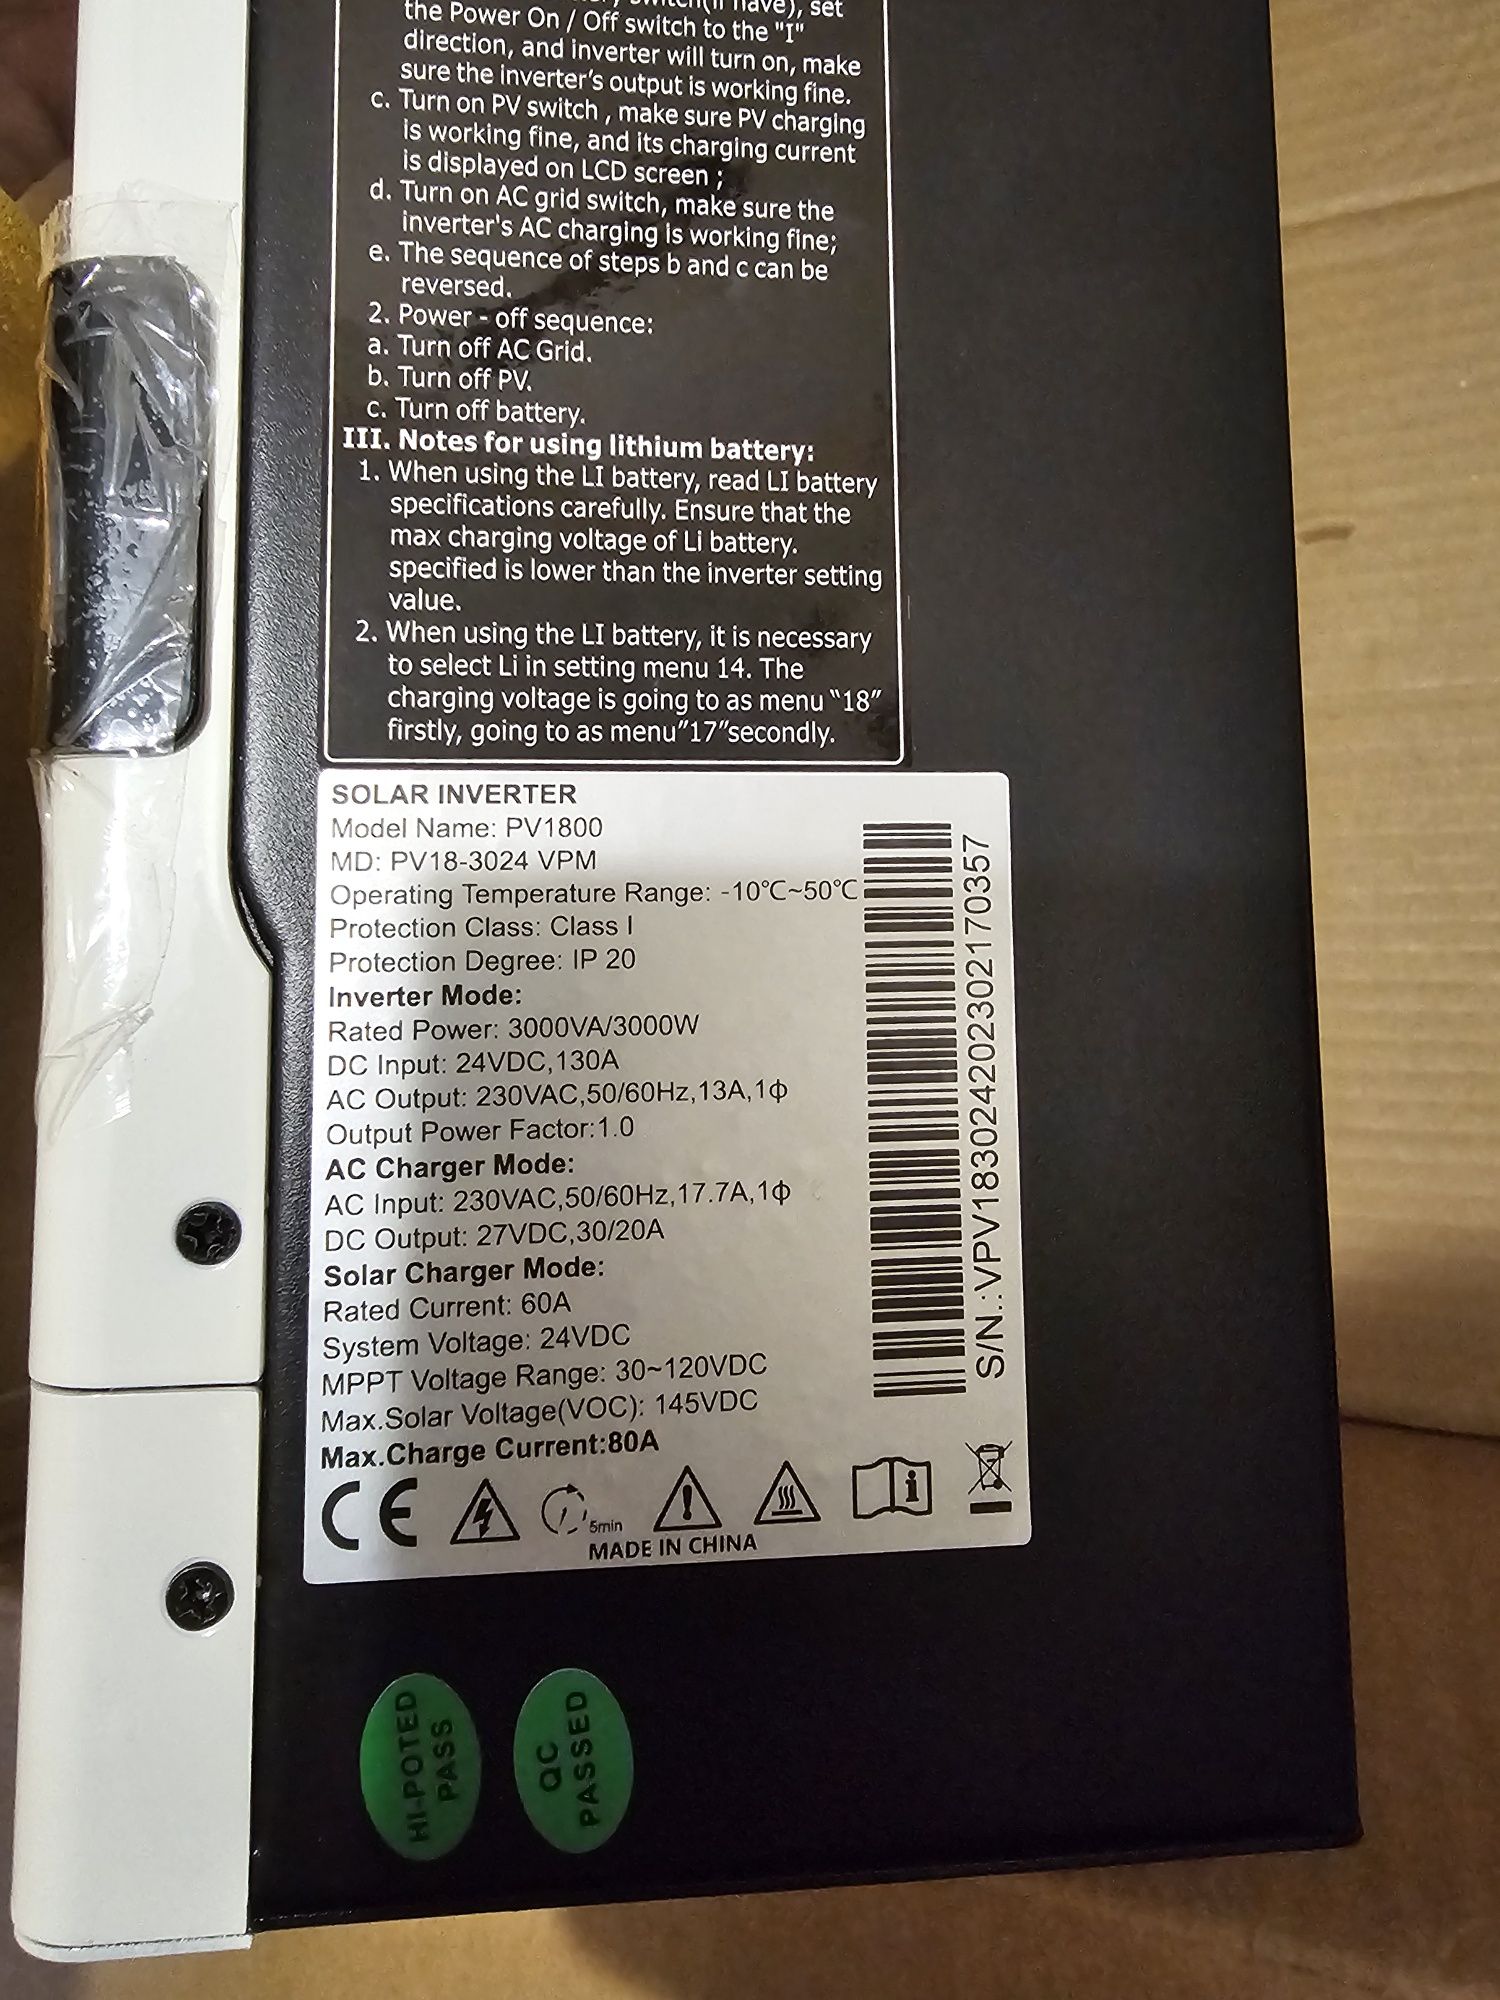 switch(if have), set
the Power On / Off switch to the "I"
direction, and inverter will turn on, make
sure the inverter's output is working fine.
c. Turn on PV switch , make sure PV charging
is working fine, and its charging current
is displayed on LCD screen ;
d. Turn on AC grid switch, make sure the
inverter's AC charging is working fine;
e. The sequence of steps b and c can be
reversed.
2. Power - off sequence:
a. Turn off AC Grid.
b. Turn off PV.
c. Turn off battery.
III. Notes for using lithium battery:
1. When using the LI battery, read LI battery
specifications carefully. Ensure that the
max charging voltage of Li battery.
specified is lower than the inverter setting
value.
2. When using the LI battery, it is necessary
to select Li in setting menu 14. The
charging voltage is going to as menu "18"
firstly, going to as menu"17"secondly.
SOLAR INVERTER
Model Name: PV1800
MD: PV18-3024 VPM
Operating Temperature Range: -10℃~50℃
Protection Class: Class I
Protection Degree: IP 20
Inverter Mode:
Rated Power: 3000VA/3000W
DC Input: 24VDC,130A
AC Output: 230VAC,50/60Hz,13A,1ф
Output Power Factor:1.0
AC Charger Mode:
AC Input: 230VAC,50/60Hz,17.7A,1ф
DC Output: 27VDC,30/20A
Solar Charger Mode:
Rated Current: 60A
System Voltage: 24VDC
MPPT Voltage Range: 30~120VDC
Max.Solar Voltage(VOC): 145VDC
Max.Charge Current:80A
S/N.:VPV183024202302170357
CE
5min
MADE IN CHINA
HI-POTED
PASS
QC
PASSED